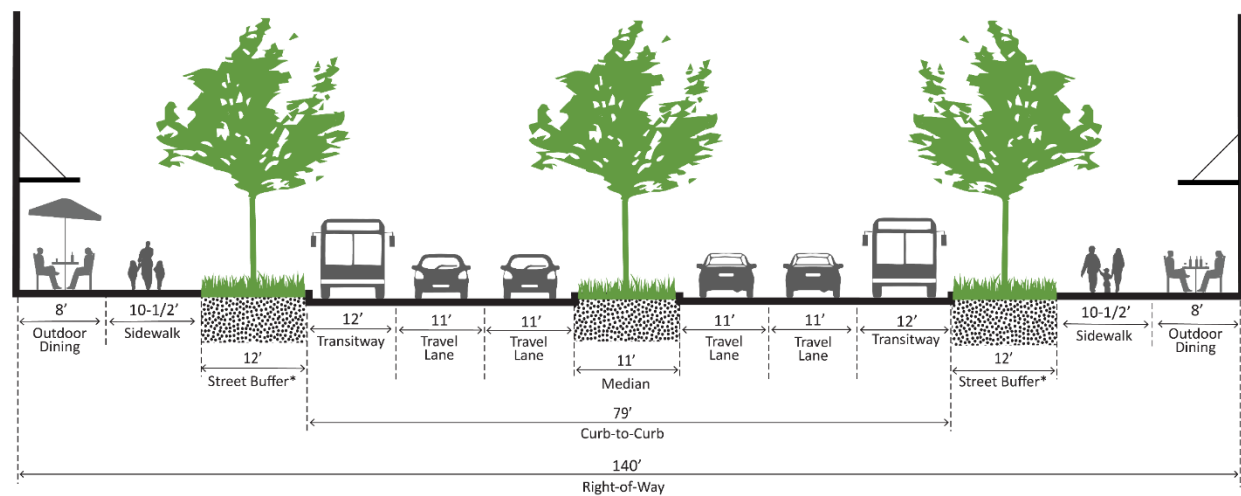 8’
Outdoor
Dining
10-1/2’
Sidewalk
12’
Street Buffer*
12’
Transitway
11’
Travel
Lane
11’
Travel
Lane
11’
Median
11’
Travel
Lane
11’
Travel
Lane
12’
Transitway
12’
Street Buffer*
10-1/2’
Sidewalk
8’
Outdoor
Dining
79’
Curb-to-Curb
140’
Right-of-Way